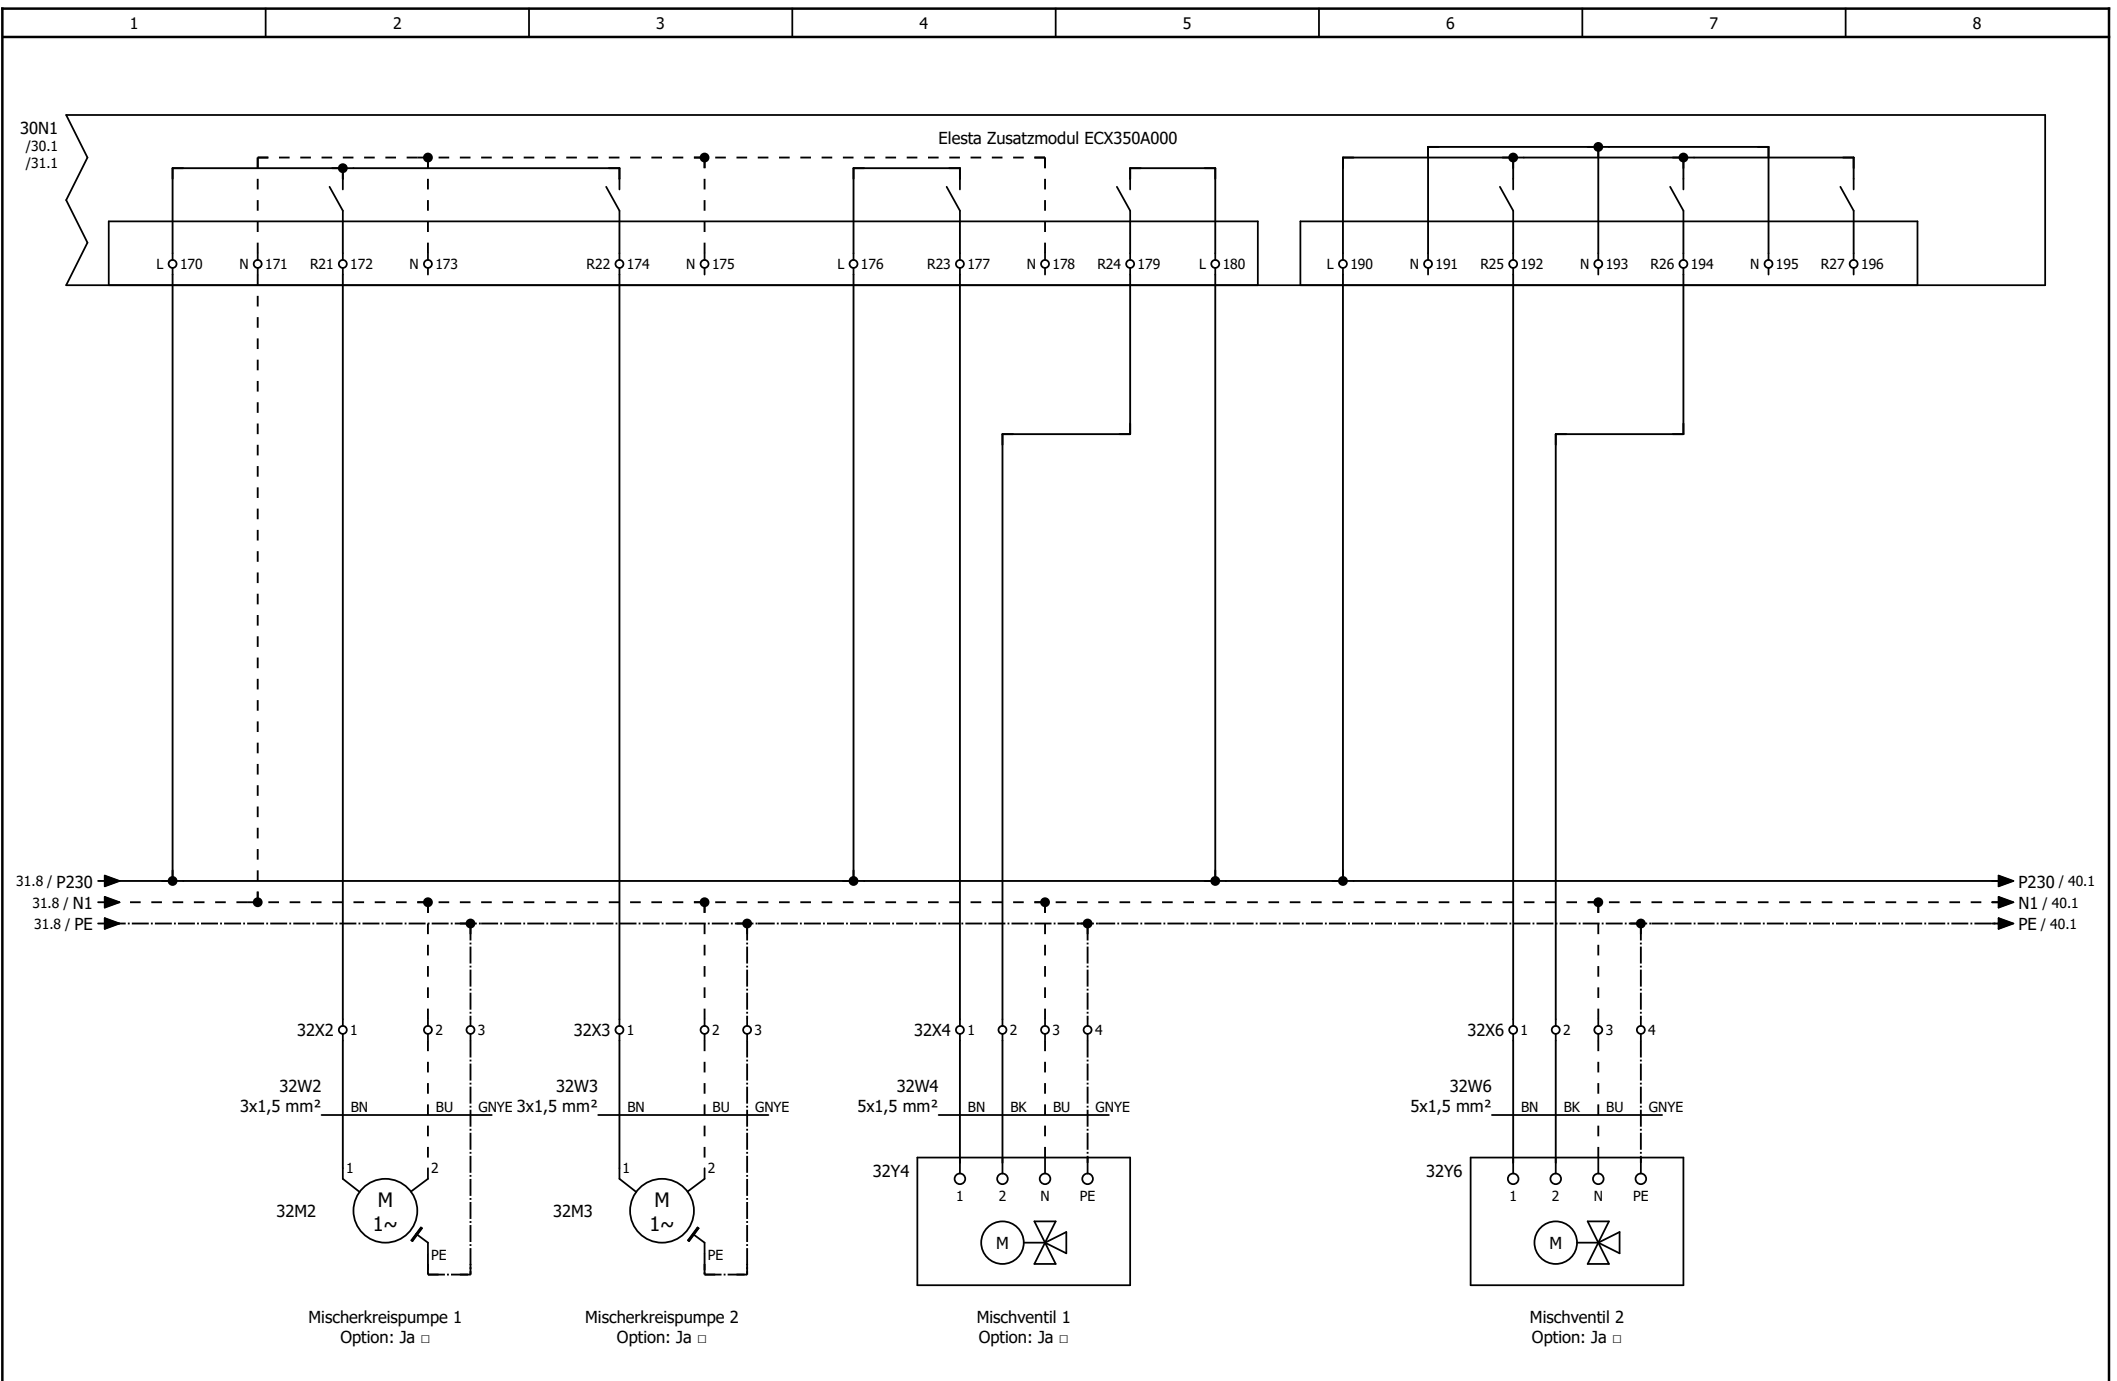 1 2 3 4 5 6 7 8
30N1
/30.1
/31.1
Elesta Zusatzmodul ECX350A000
L 170 N 171 R21 172 N 173 R22 174 N 175 L 176 R23 177 N 178 R24 179 L 180 L 190 N 191 R25 192 N 193 R26 194 N 195 R27 196
31.8 / P230 P230 / 40.1
31.8 / N1 N1 / 40.1
31.8 / PE PE / 40.1
32X2 1 2 3 32X3 1 2 3 32X4 1 2 3 4 32X6 1 2 3 4
32W2 32W3 32W4 32W6
3x1,5 mm² BN BU GNYE 3x1,5 mm² BN BU GNYE 5x1,5 mm² BN BK BU GNYE 5x1,5 mm² BN BK BU GNYE
1 2 1 2 32Y4 32Y6
1 2 N PE 1 2 N PE
32M2 M 32M3 M
1~ 1~
M M
PE PE
Mischerkreispumpe 1 Mischerkreispumpe 2 Mischventil 1 Mischventil 2
Option: Ja □ Option: Ja □ Option: Ja □ Option: Ja □